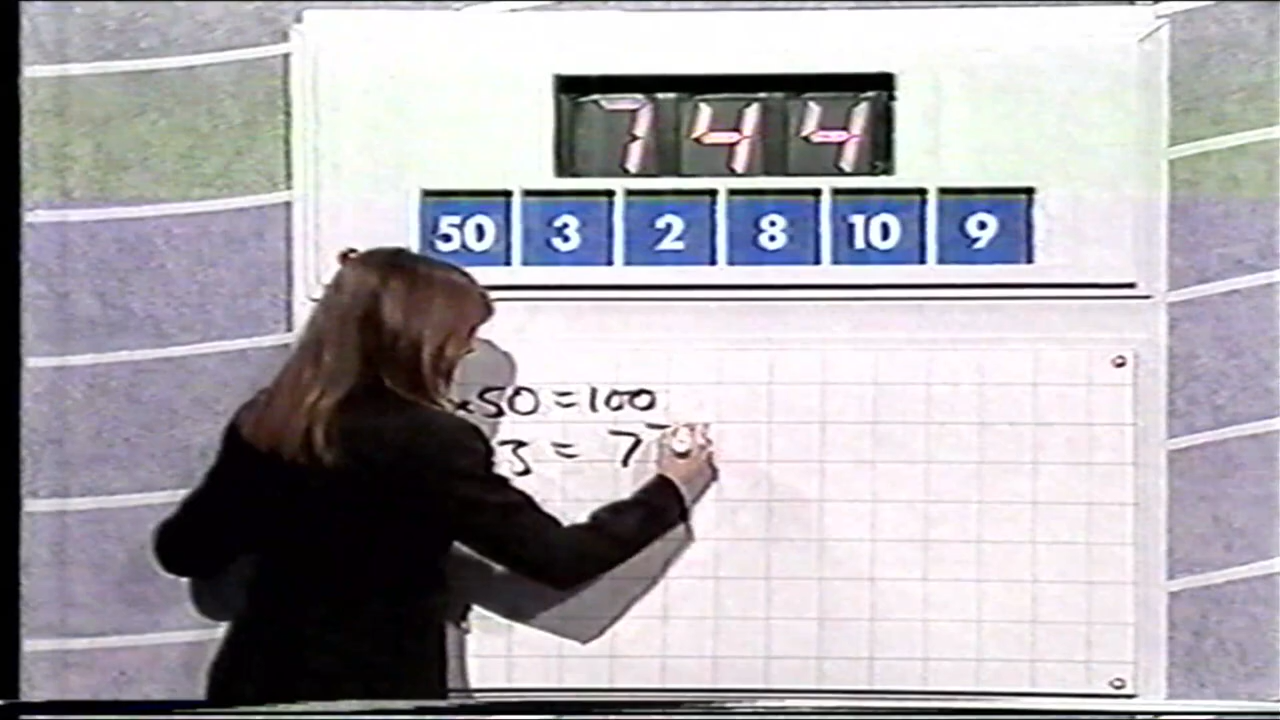 744
50 3 2 8 10 9
×50 = 100
3 = 7